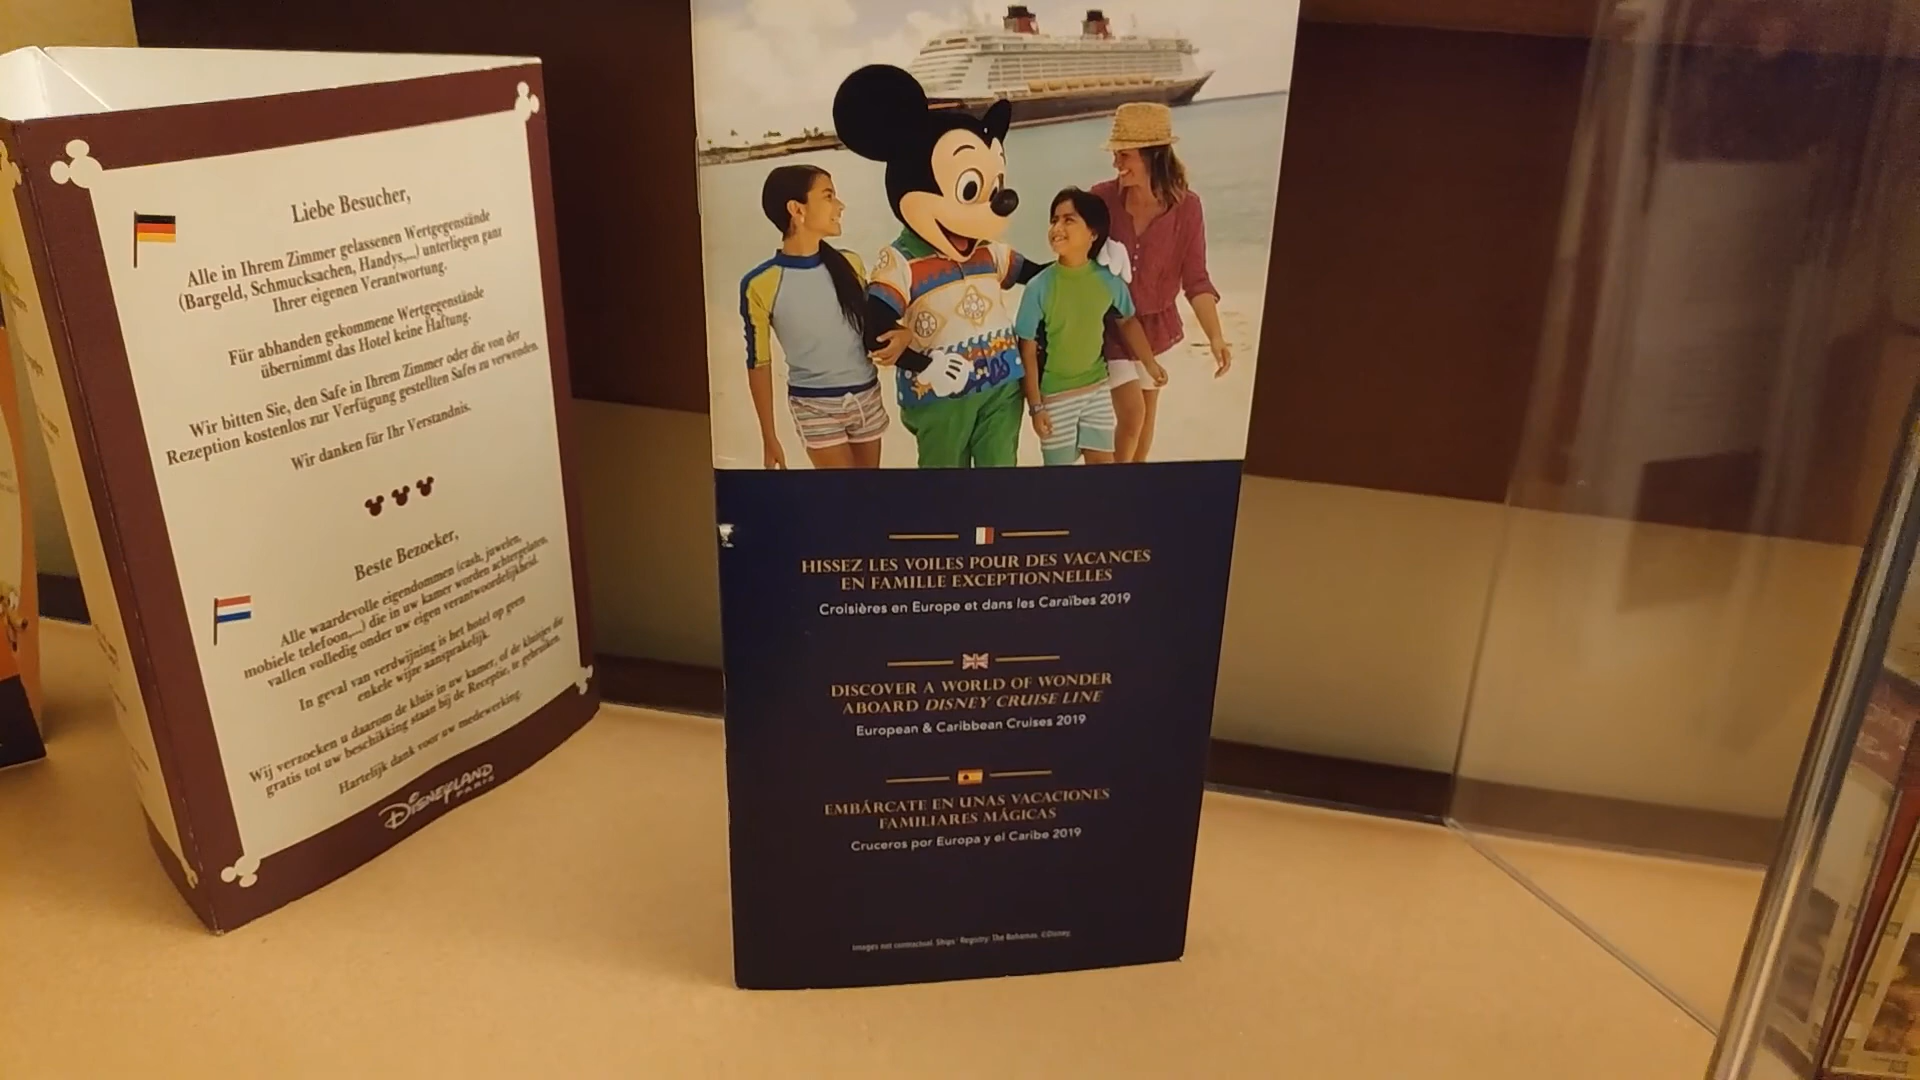 Liebe Besucher,
Alle in Ihrem Zimmer gelassenen Wertgegenstände
(Bargeld, Schmucksachen, Handys,...) unterliegen ganz
Ihrer eigenen Verantwortung.
Für abhanden gekommene Wertgegenstände
übernimmt das Hotel keine Haftung.
Wir bitten Sie, den Safe in Ihrem Zimmer oder die von der
Rezeption kostenlos zur Verfügung gestellten Safes zu verwenden.
Wir danken für Ihr Verstandnis.
Beste Bezoeker,
Alle waardevolle eigendommen (cash, juwelen,
mobiele telefoon,...) die in uw kamer worden achtergelaten,
vallen volledig onder uw eigen verantwoordelijkheid.
In geval van verdwijning is het hotel op geen
enkele wijze aansprakelijk.
Wij verzoeken u daarom de kluis in uw kamer, of de kluisjes die
gratis tot uw beschikking staan bij de Receptie, te gebruiken.
Hartelijk dank voor uw medewerking.
DISNEYLAND
PARIS
HISSEZ LES VOILES POUR DES VACANCES
EN FAMILLE EXCEPTIONNELLES
Croisières en Europe et dans les Caraïbes 2019
DISCOVER A WORLD OF WONDER
ABOARD DISNEY CRUISE LINE
European & Caribbean Cruises 2019
EMBÁRCATE EN UNAS VACACIONES
FAMILIARES MÁGICAS
Cruceros por Europa y el Caribe 2019
Images not contractual. Ships' Registry: The Bahamas. ©Disney.